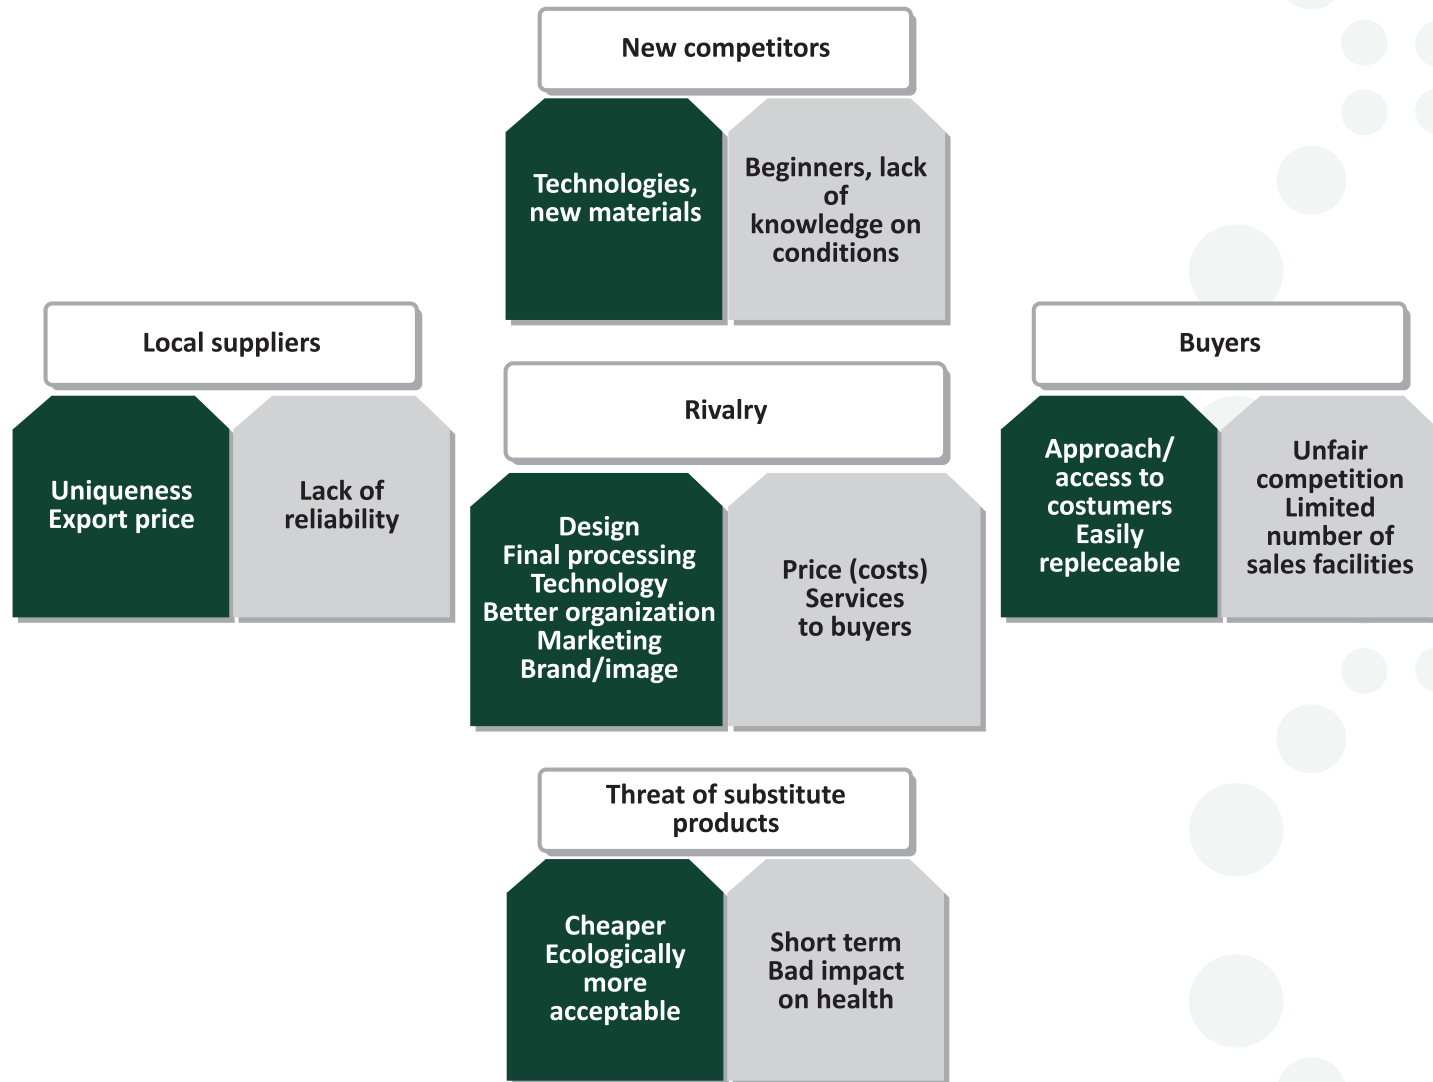 New competitors
Technologies,
new materials
Beginners, lack
of
knowledge on
conditions
Local suppliers
Uniqueness
Export price
Lack of
reliability
Rivalry
Design
Final processing
Technology
Better organization
Marketing
Brand/image
Price (costs)
Services
to buyers
Buyers
Approach/
access to
costumers
Easily
repleceable
Unfair
competition
Limited
number of
sales facilities
Threat of substitute
products
Cheaper
Ecologically
more
acceptable
Short term
Bad impact
on health